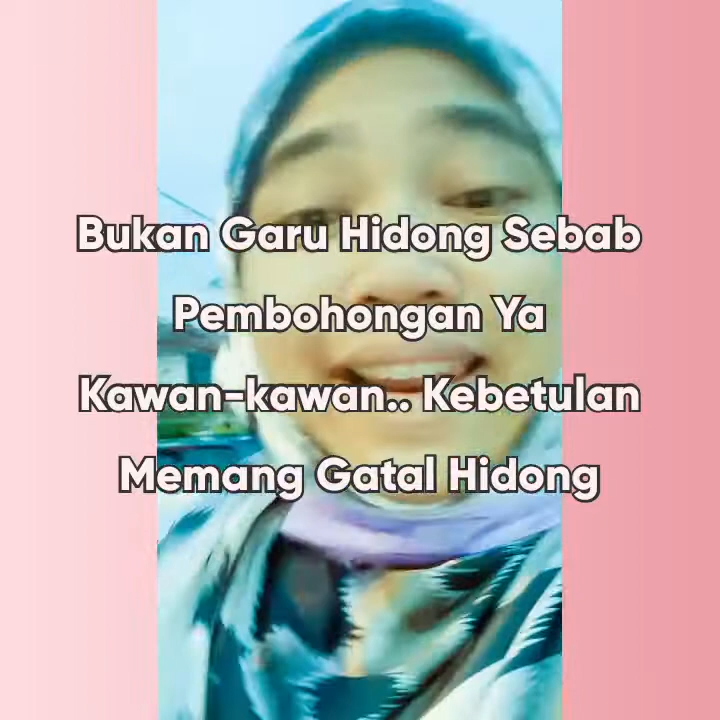 Bukan Garu Hidong Sebab
Pembohongan Ya
Kawan-kawan.. Kebetulan
Memang Gatal Hidong